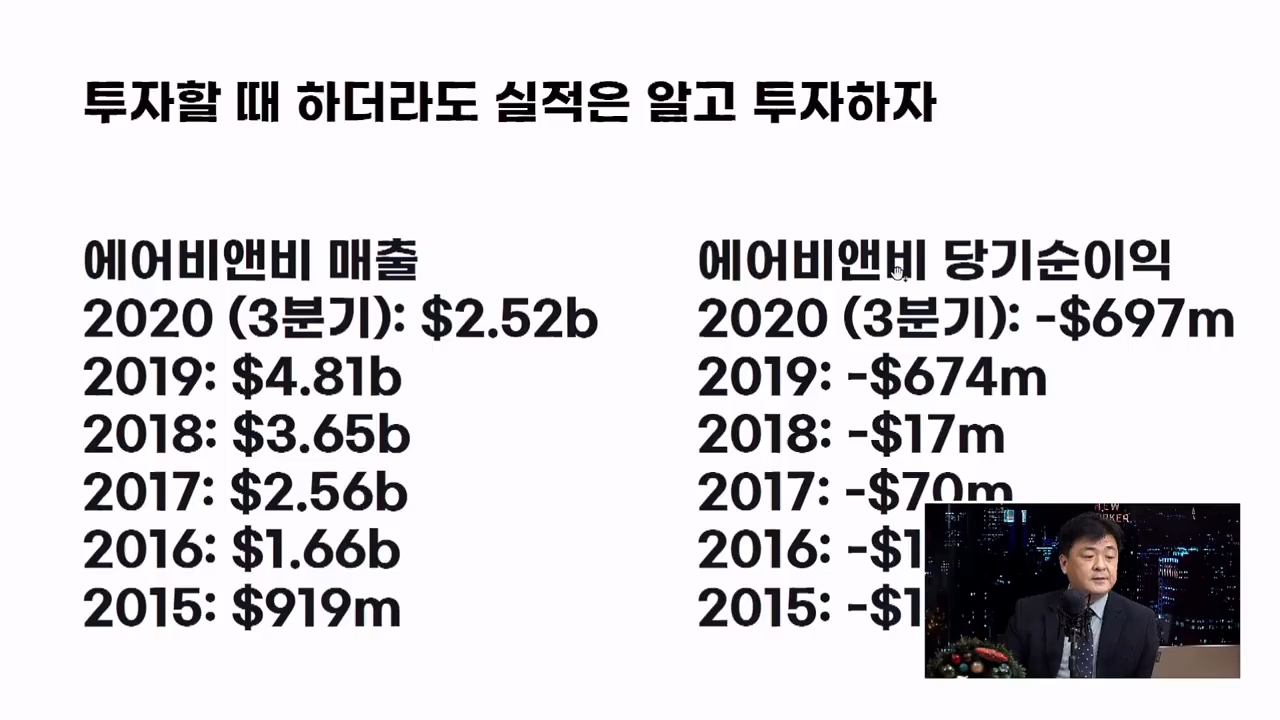 투자할 때 하더라도 실적은 알고 투자하자
에어비앤비 매출
2020 (3분기): $2.52b
2019: $4.81b
2018: $3.65b
2017: $2.56b
2016: $1.66b
2015: $919m
에어비앤비 당기순이익
2020 (3분기): -$697m
2019: -$674m
2018: -$17m
2017: -$70m
2016: -$1
2015: -$1
NEW